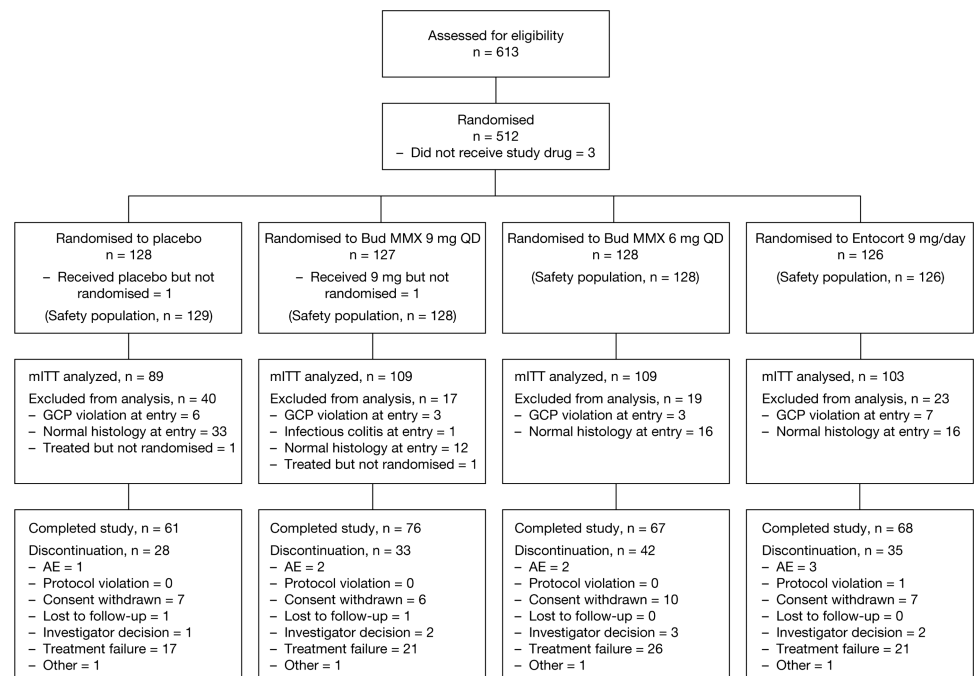 Assessed for eligibility
n = 613
Randomised
n = 512
– Did not receive study drug = 3
Randomised to placebo
n = 128
– Received placebo but not
randomised = 1
(Safety population, n = 129)
Randomised to Bud MMX 9 mg QD
n = 127
– Received 9 mg but not
randomised = 1
(Safety population, n = 128)
Randomised to Bud MMX 6 mg QD
n = 128
(Safety population, n = 128)
Randomised to Entocort 9 mg/day
n = 126
(Safety population, n = 126)
mITT analyzed, n = 89
Excluded from analysis, n = 40
– GCP violation at entry = 6
– Normal histology at entry = 33
– Treated but not randomised = 1
mITT analyzed, n = 109
Excluded from analysis, n = 17
– GCP violation at entry = 3
– Infectious colitis at entry = 1
– Normal histology at entry = 12
– Treated but not randomised = 1
mITT analyzed, n = 109
Excluded from analysis, n = 19
– GCP violation at entry = 3
– Normal histology at entry = 16
mITT analysed, n = 103
Excluded from analysis, n = 23
– GCP violation at entry = 7
– Normal histology at entry = 16
Completed study, n = 61
Discontinuation, n = 28
– AE = 1
– Protocol violation = 0
– Consent withdrawn = 7
– Lost to follow-up = 1
– Investigator decision = 1
– Treatment failure = 17
– Other = 1
Completed study, n = 76
Discontinuation, n = 33
– AE = 2
– Protocol violation = 0
– Consent withdrawn = 6
– Lost to follow-up = 1
– Investigator decision = 2
– Treatment failure = 21
– Other = 1
Completed study, n = 67
Discontinuation, n = 42
– AE = 2
– Protocol violation = 0
– Consent withdrawn = 10
– Lost to follow-up = 0
– Investigator decision = 3
– Treatment failure = 26
– Other = 1
Completed study, n = 68
Discontinuation, n = 35
– AE = 3
– Protocol violation = 1
– Consent withdrawn = 7
– Lost to follow-up = 0
– Investigator decision = 2
– Treatment failure = 21
– Other = 1